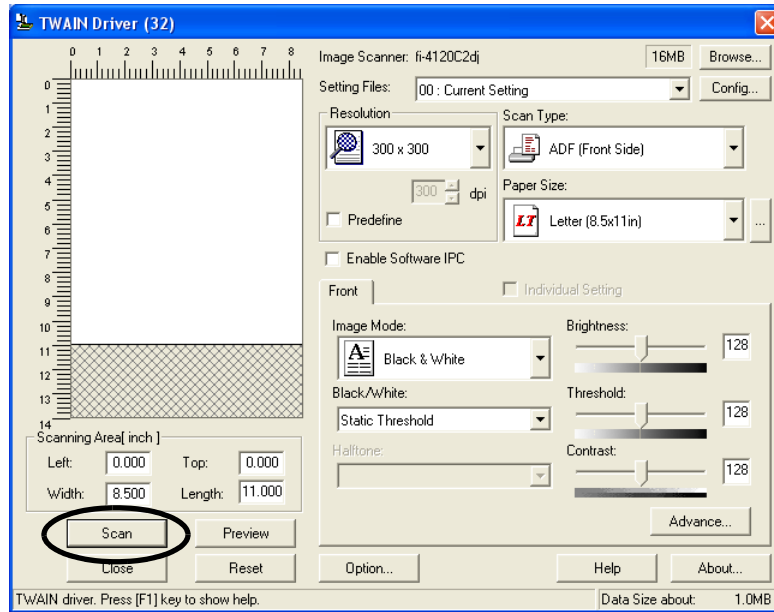 TWAIN Driver (32)
0 1 2 3 4 5 6 7 8
0
1
2
3
4
5
6
7
8
9
10
11
12
13
14
Image Scanner: fi-4120C2dj
16MB
Browse...
Setting Files:
00 : Current Setting
Config...
Resolution
300 x 300
300 dpi
Predefine
Scan Type:
ADF (Front Side)
Paper Size:
LT Letter (8.5x11in)
...
Enable Software IPC
Front
Individual Setting
Image Mode:
A Black & White
Black/White:
Static Threshold
Halftone:
Brightness:
128
Threshold:
128
Contrast:
128
Advance...
Scanning Area[ inch ]
Left: 0.000 Top: 0.000
Width: 8.500 Length: 11.000
Scan Preview
Close Reset
Option... Help About...
TWAIN driver. Press [F1] key to show help.
Data Size about: 1.0MB